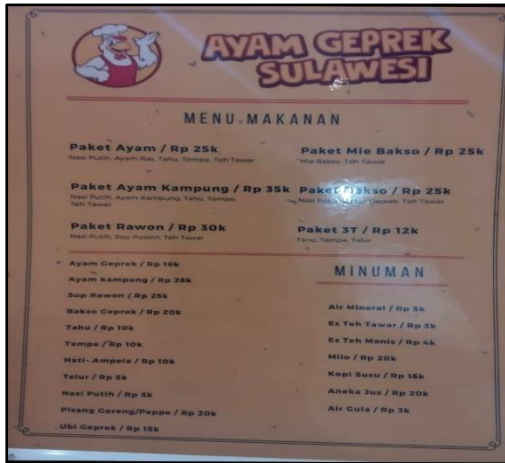 AYAM GEPREK
SULAWESI
MENU MAKANAN
Paket Ayam / Rp 25k
Nasi Putih, Ayam Ras, Tahu, Tempe, Teh Tawar
Paket Mie Bakso / Rp 25k
Mie Bakso, Teh Tawar
Paket Ayam Kampung / Rp 35k
Nasi Putih, Ayam Kampung, Tahu, Tempe,
Teh Tawar
Paket Bakso / Rp 25k
Nasi Putih, Geprek, Teh Tawar
Paket Rawon / Rp 30k
Nasi Putih, Sop Rawon, Teh Tawar
Paket 3T / Rp 12k
Tahu, Tempe, Telur
Ayam Geprek / Rp 16k
Ayam kampung / Rp 26k
Sop Rawon / Rp 25k
Bakso Geprek / Rp 20k
Tahu / Rp 10k
Tempe / Rp 10k
Hati- Ampela / Rp 10k
Telur / Rp 5k
Nasi Putih / Rp 5k
Pisang Goreng/Peppe / Rp 20k
Ubi Geprek / Rp 15k
MINUMAN
Air Mineral / Rp 5k
Es Teh Tawar / Rp 3k
Es Teh Manis / Rp 4k
Milo / Rp 20k
Kopi Susu / Rp 16k
Aneka Jus / Rp 20k
Air Gula / Rp 3k